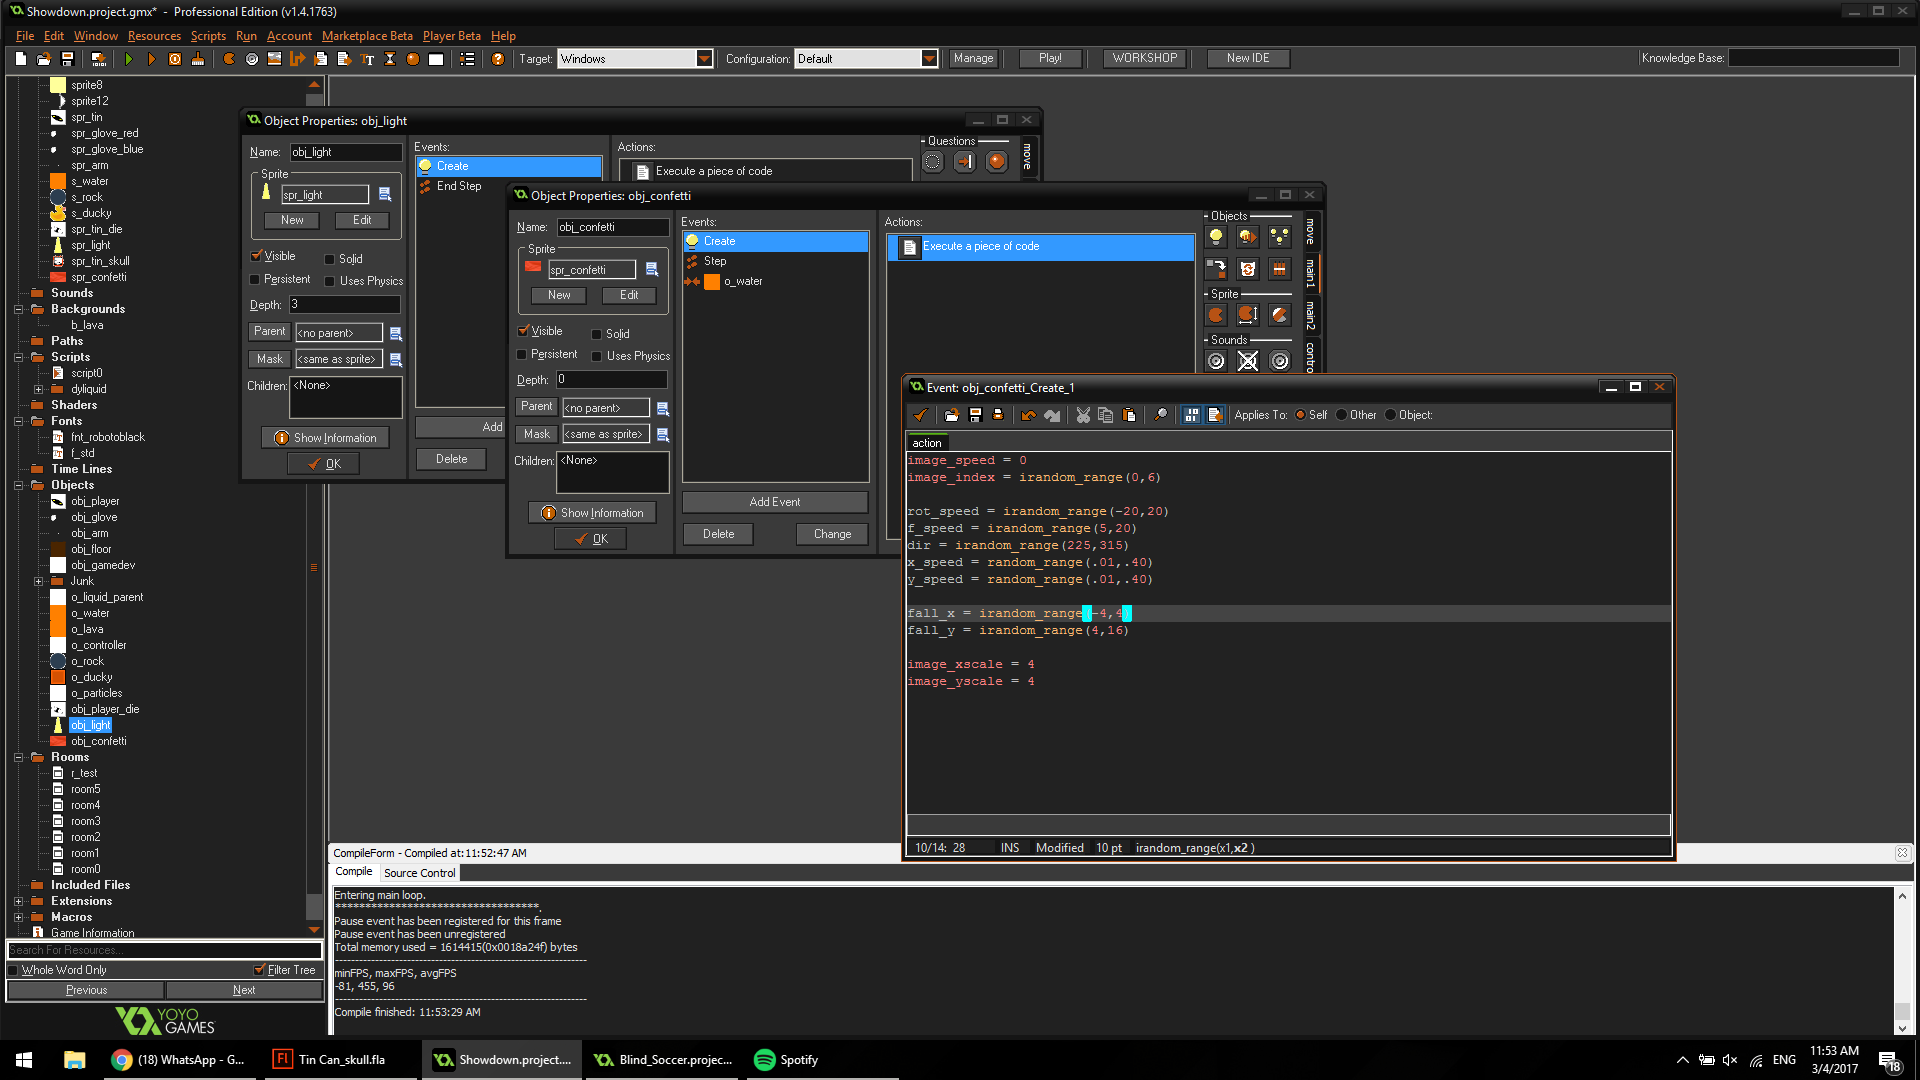 Showdown.project.gmx*  -  Professional Edition (v1.4.1763)
File Edit Window Resources Scripts Run Account Marketplace Beta Player Beta Help
Target: Windows Configuration: Default Manage Play! WORKSHOP New IDE Knowledge Base:
sprite8
sprite12
spr_tin
spr_glove_red
spr_glove_blue
spr_arm
s_water
s_rock
s_ducky
spr_tin_die
spr_light
spr_tin_skull
spr_confetti
Sounds
Backgrounds
b_lava
Paths
Scripts
script0
dyliquid
Shaders
Fonts
fnt_robotoblack
f_std
Time Lines
Objects
obj_player
obj_glove
obj_arm
obj_floor
obj_gamedev
Junk
o_liquid_parent
o_water
o_lava
o_controller
o_rock
o_ducky
o_particles
obj_player_die
obj_light
obj_confetti
Rooms
r_test
room5
room4
room3
room2
room1
room0
Included Files
Extensions
Macros
Game Information
Search For Resources...
Whole Word Only Filter Tree
Previous Next
YOYO
GAMES
Object Properties: obj_light
Name: obj_light
Sprite
spr_light
New Edit
Visible Solid
Persistent Uses Physics
Depth: 3
Parent <no parent>
Mask <same as sprite>
Children: <None>
Show Information
OK
Events:
Create
End Step
Add
Delete
Actions:
Execute a piece of code
Questions
move
Object Properties: obj_confetti
Name: obj_confetti
Sprite
spr_confetti
New Edit
Visible Solid
Persistent Uses Physics
Depth: 0
Parent <no parent>
Mask <same as sprite>
Children: <None>
Show Information
OK
Events:
Create
Step
o_water
Add Event
Delete Change
Actions:
Execute a piece of code
Objects
Sprite
Sounds
move
main1
main2
contro
Event: obj_confetti_Create_1
Applies To: Self Other Object:
action
image_speed = 0
image_index = irandom_range(0,6)
rot_speed = irandom_range(-20,20)
f_speed = irandom_range(5,20)
dir = irandom_range(225,315)
x_speed = random_range(.01,.40)
y_speed = random_range(.01,.40)
fall_x = irandom_range(-4,4)
fall_y = irandom_range(4,16)
image_xscale = 4
image_yscale = 4
10/14: 28 INS Modified 10 pt irandom_range(x1,x2 )
CompileForm - Compiled at:11:52:47 AM
Compile Source Control
Entering main loop.
***********************************.
Pause event has been registered for this frame
Pause event has been unregistered
Total memory used = 1614415(0x0018a24f) bytes
minFPS, maxFPS, avgFPS
-81, 455, 96
Compile finished: 11:53:29 AM
(18) WhatsApp - G... Tin Can_skull.fla Showdown.project.... Blind_Soccer.projec... Spotify
ENG
11:53 AM
3/4/2017
18